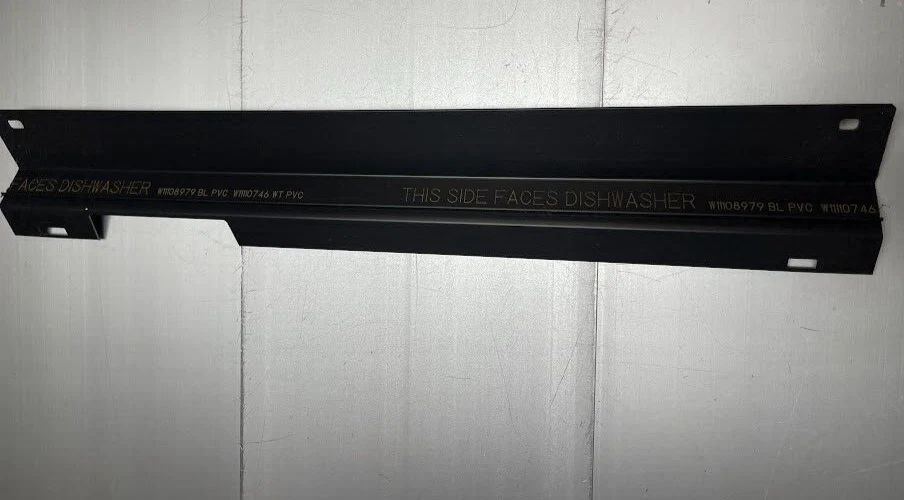 FACES DISHWASHER W11108979 BL PVC W11110746 WT PVC THIS SIDE FACES DISHWASHER W11108979 BL PVC W11110746